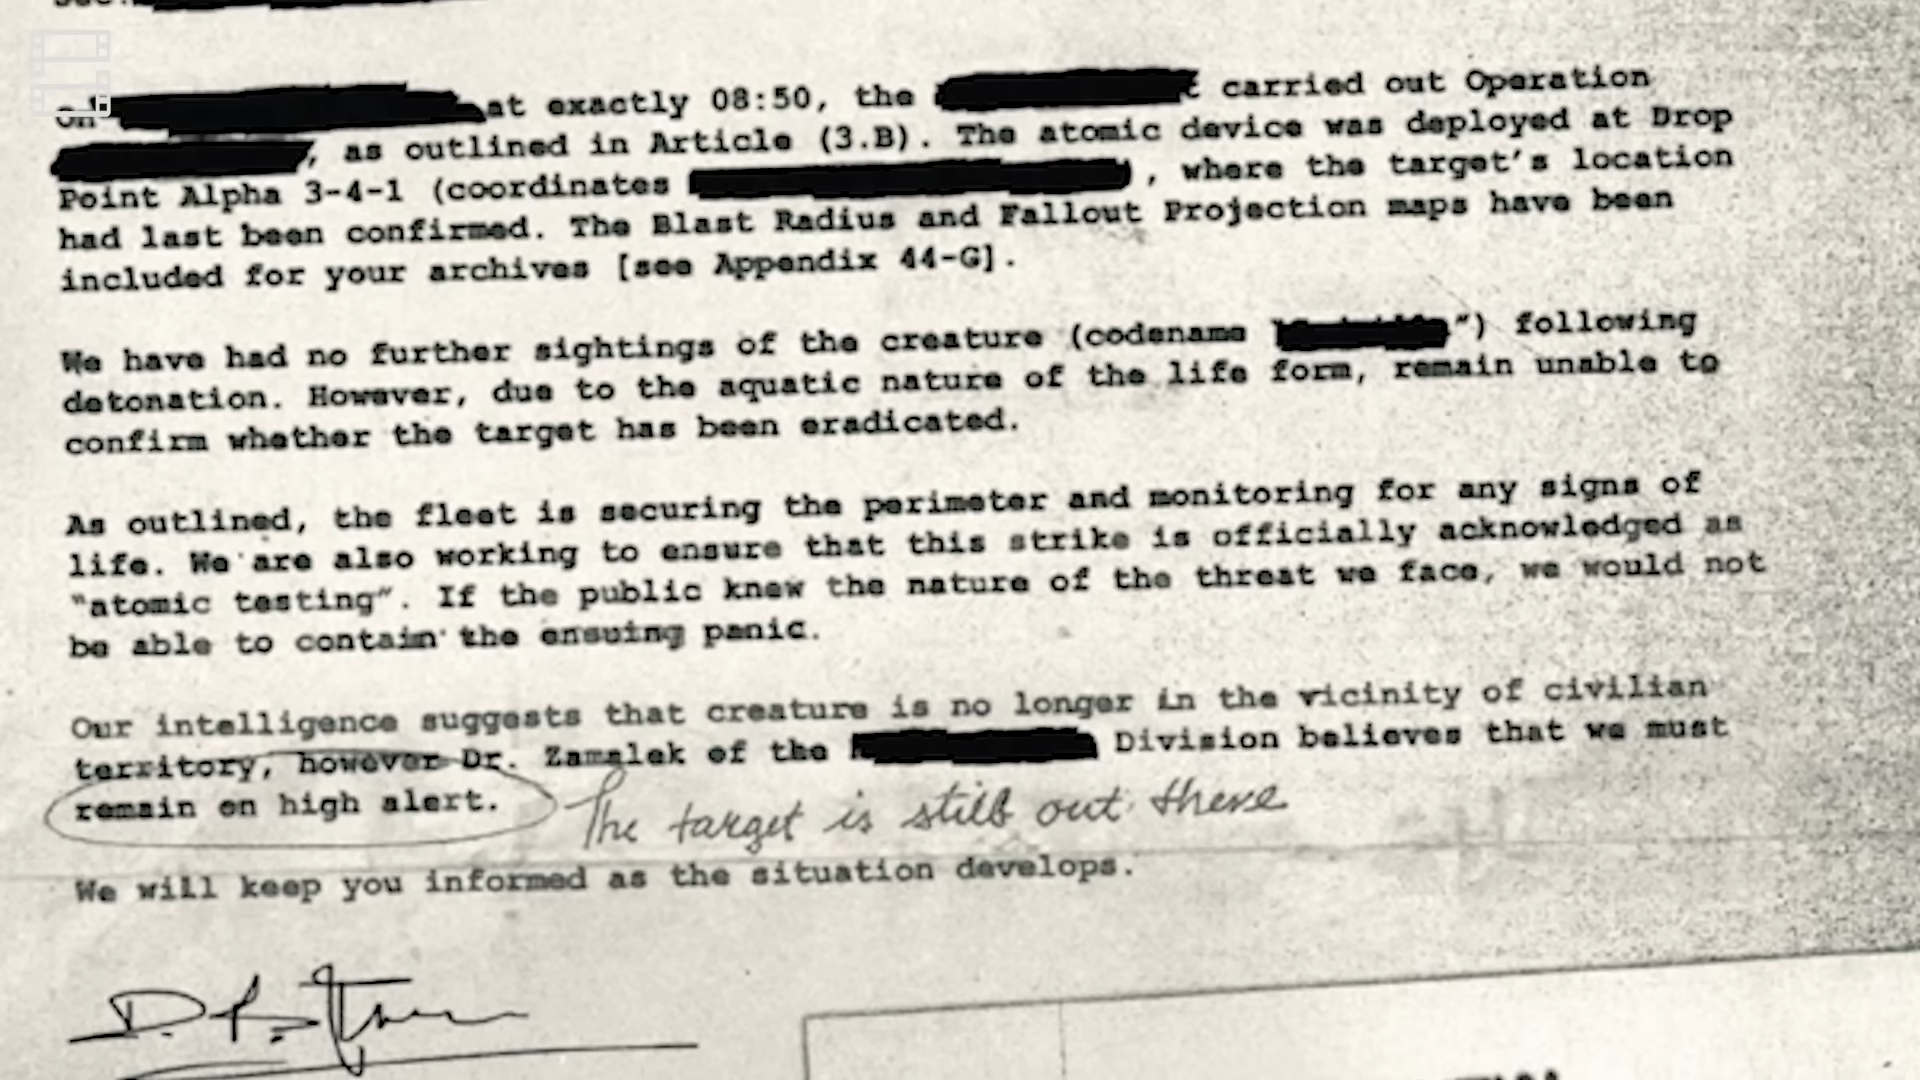 at exactly 08:50, the carried out Operation
, as outlined in Article (3.B). The atomic device was deployed at Drop
Point Alpha 3-4-1 (coordinates , where the target's location
had last been confirmed. The Blast Radius and Fallout Projection maps have been
included for your archives [see Appendix 44-G].
We have had no further sightings of the creature (codename ") following
detonation. However, due to the aquatic nature of the life form, remain unable to
confirm whether the target has been eradicated.
As outlined, the fleet is securing the perimeter and monitoring for any signs of
life. We are also working to ensure that this strike is officially acknowledged as
"atomic testing". If the public knew the nature of the threat we face, we would not
be able to contain the ensuing panic.
Our intelligence suggests that creature is no longer in the vicinity of civilian
territory, however Dr. Zamalek of the Division believes that we must
remain on high alert. The target is still out there
We will keep you informed as the situation develops.